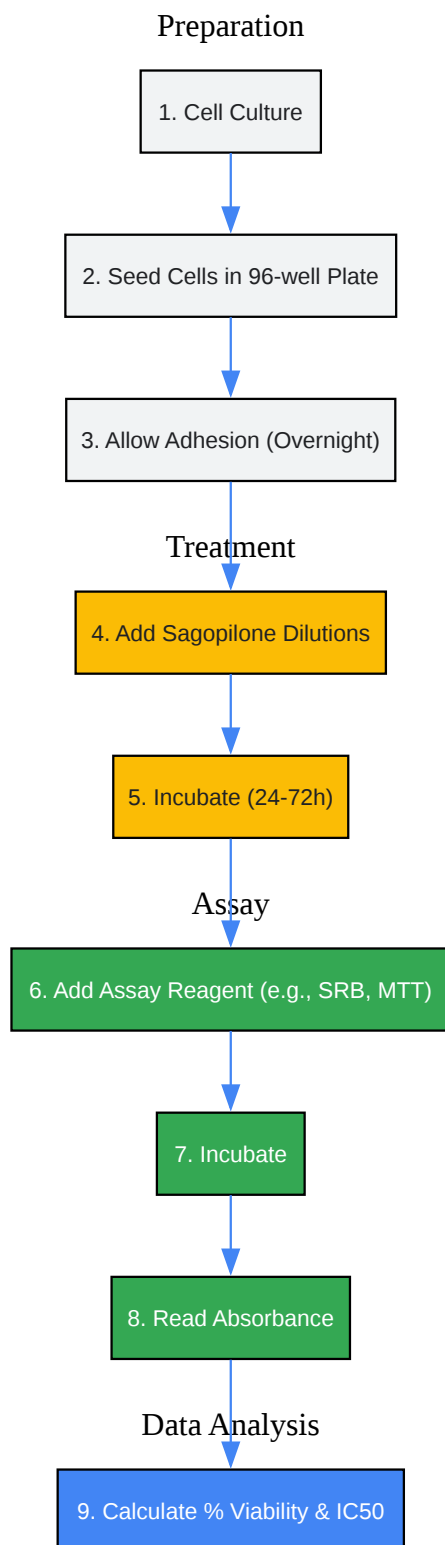 Preparation
1. Cell Culture
2. Seed Cells in 96-well Plate
3. Allow Adhesion (Overnight)
Treatment
4. Add Sagopilone Dilutions
5. Incubate (24-72h)
Assay
6. Add Assay Reagent (e.g., SRB, MTT)
7. Incubate
8. Read Absorbance
Data Analysis
9. Calculate % Viability & IC50